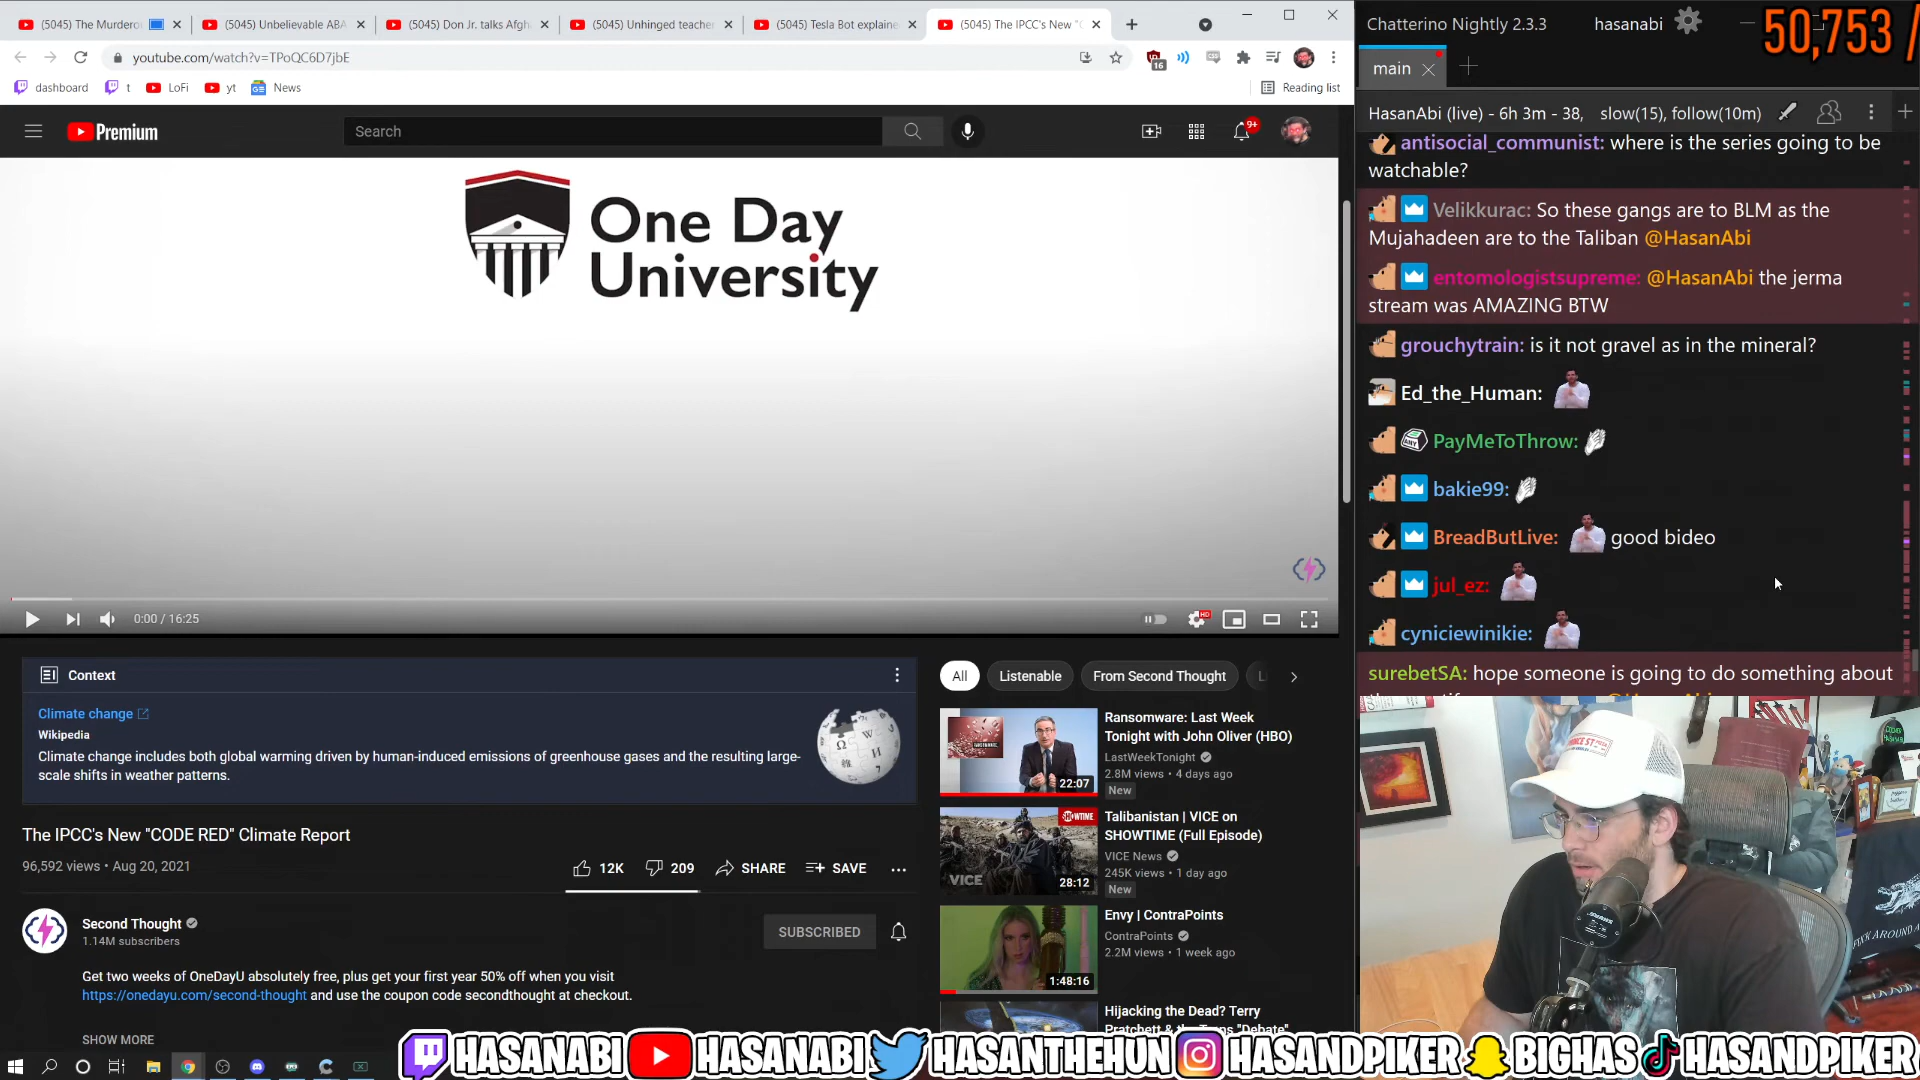 (5045) The Murdero
(5045) Unbelievable ABA
(5045) Don Jr. talks Afgh
(5045) Unhinged teacher
(5045) Tesla Bot explaine
(5045) The IPCC's New "C
youtube.com/watch?v=TPoQC6D7jbE
16
dashboard
t
LoFi
yt
News
Reading list
Premium
Search
9+
One Day
University
0:00 / 16:25
HD
Context
Climate change
Wikipedia
Climate change includes both global warming driven by human-induced emissions of greenhouse gases and the resulting large-
scale shifts in weather patterns.
The IPCC's New "CODE RED" Climate Report
96,592 views • Aug 20, 2021
12K
209
SHARE
SAVE
Second Thought
1.14M subscribers
SUBSCRIBED
Get two weeks of OneDayU absolutely free, plus get your first year 50% off when you visit
https://onedayu.com/second-thought and use the coupon code secondthought at checkout.
SHOW MORE
All
Listenable
From Second Thought
Ransomware: Last Week
Tonight with John Oliver (HBO)
LastWeekTonight
2.8M views • 4 days ago
New
22:07
Talibanistan | VICE on
SHOWTIME (Full Episode)
VICE News
245K views • 1 day ago
New
SHOWTIME
VICE
28:12
Envy | ContraPoints
ContraPoints
2.2M views • 1 week ago
1:48:16
Hijacking the Dead? Terry
Pratchett & the Trans "Debate"
Chatterino Nightly 2.3.3
hasanabi
50,753 /
main
HasanAbi (live) - 6h 3m - 38, slow(15), follow(10m)
antisocial_communist: where is the series going to be
watchable?
Velikkurac: So these gangs are to BLM as the
Mujahadeen are to the Taliban @HasanAbi
entomologistsupreme: @HasanAbi the jerma
stream was AMAZING BTW
grouchytrain: is it not gravel as in the mineral?
Ed_the_Human:
PayMeToThrow:
bakie99:
BreadButLive: good bideo
jul_ez:
cyniciewinikie:
surebetSA: hope someone is going to do something about
HASANABI
HASANABI
HASANTHEHUN
HASANDPIKER
BIGHAS
HASANDPIKER